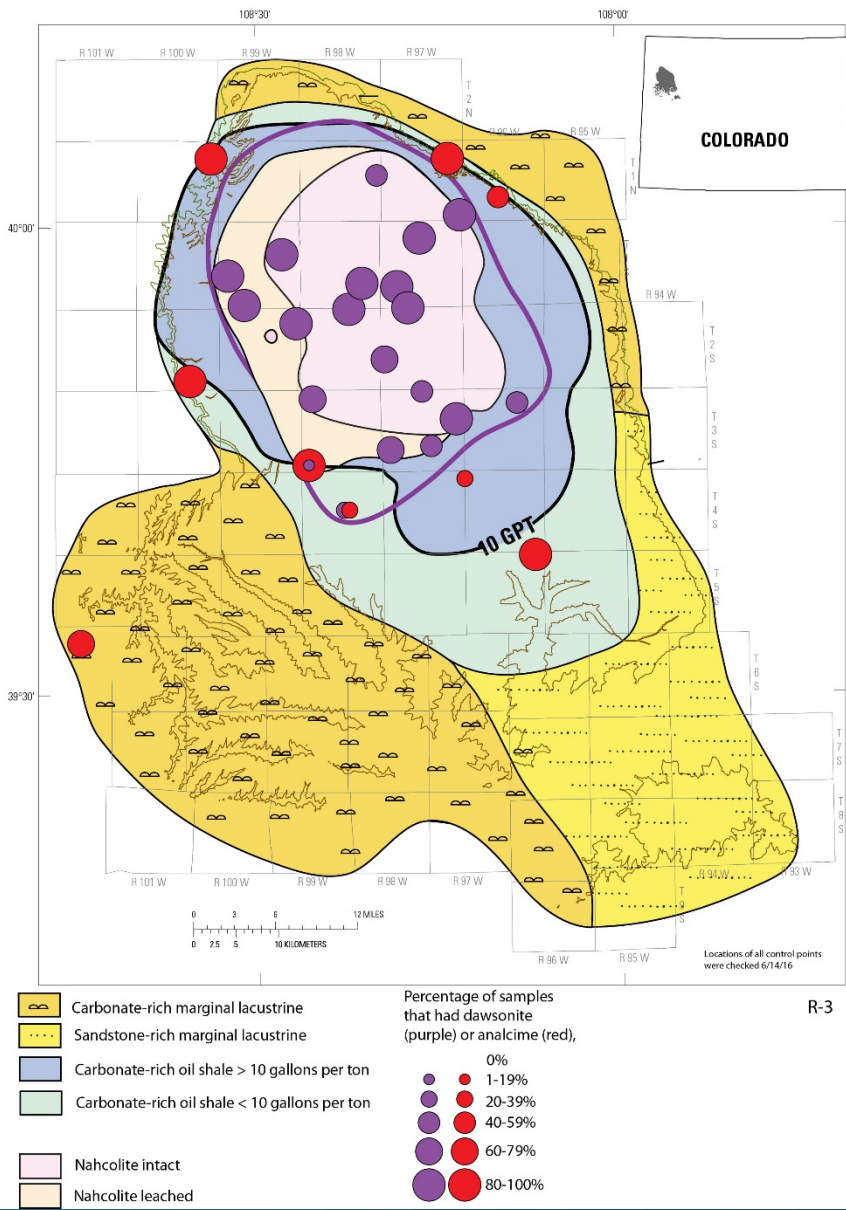 108°30'
108°00'
R 101 W
R 100 W
R 99 W
R 98 W
R 97 W
T 2 N
COLORADO
R 96 W
R 95 W
T 1 N
40°00'
R 94 W
T 2 S
T 3 S
T 4 S
10 GPT
T 5 S
T 6 S
39°30'
T 7 S
T 8 S
R 101 W
R 100 W
R 99 W
R 98 W
R 97 W
R 94 W
R 93 W
T 9 S
0 3 6 12 MILES
0 2.5 5 10 KILOMETERS
R 96 W
R 95 W
Locations of all control points
were checked 6/14/16
Carbonate-rich marginal lacustrine
Sandstone-rich marginal lacustrine
Carbonate-rich oil shale > 10 gallons per ton
Carbonate-rich oil shale < 10 gallons per ton
Nahcolite intact
Nahcolite leached
Percentage of samples
that had dawsonite
(purple) or analcime (red),
0%
1-19%
20-39%
40-59%
60-79%
80-100%
R-3